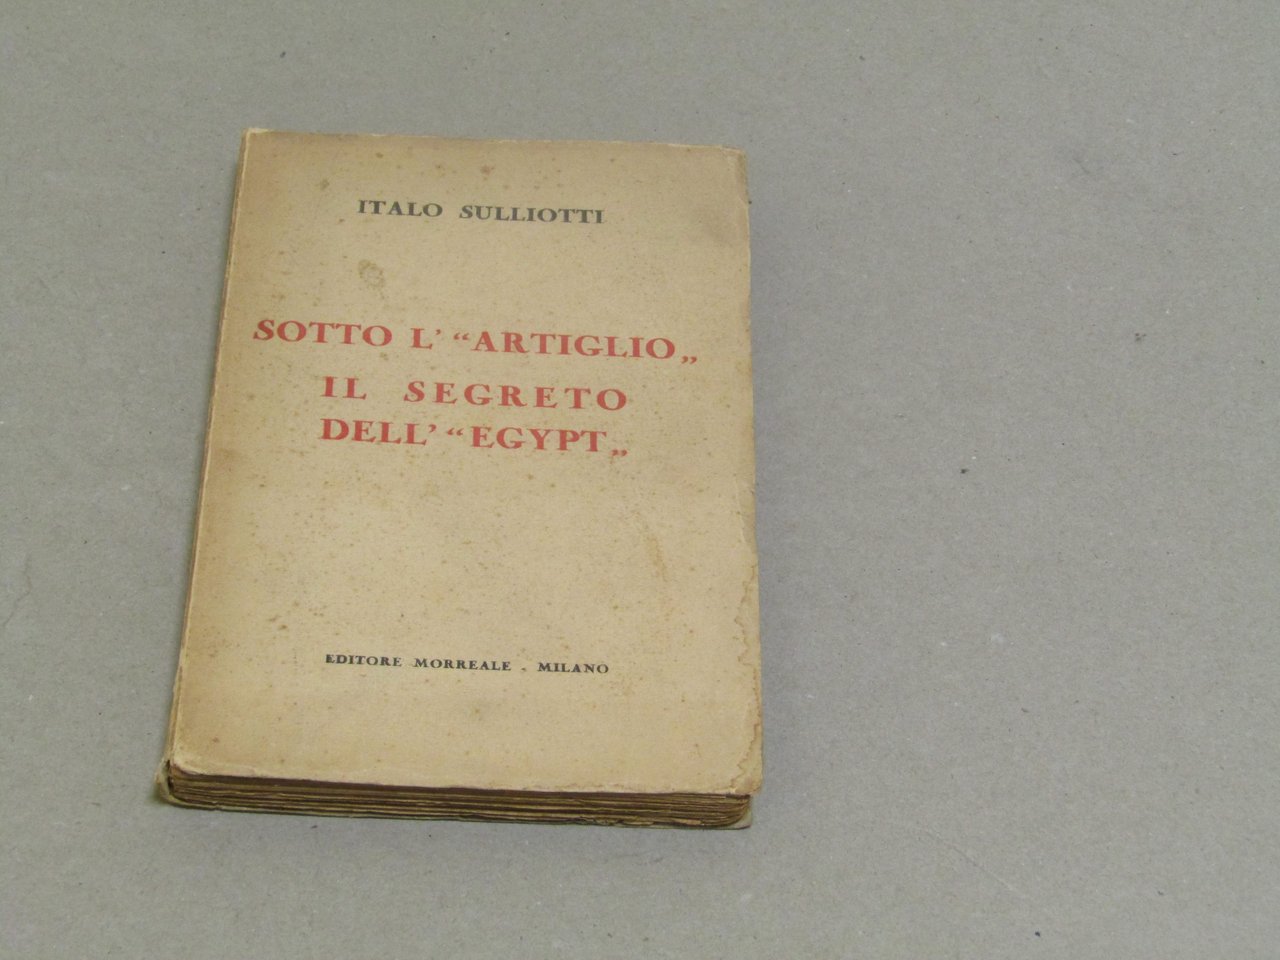 ITALO SULLIOTTI
SOTTO L' “ARTIGLIO„
IL SEGRETO
DELL' “EGYPT„
EDITORE MORREALE - MILANO